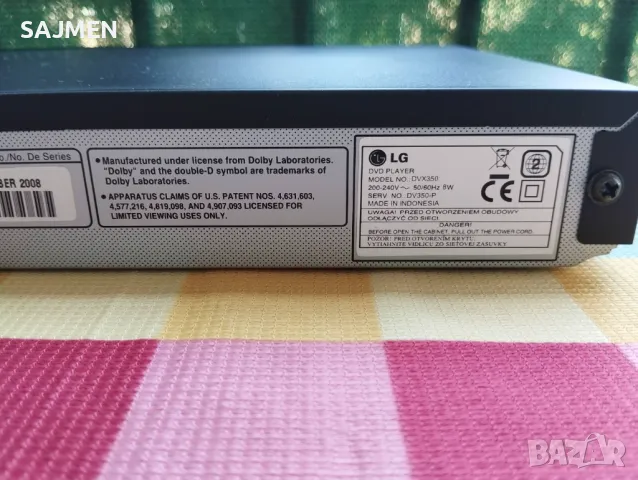 SAJMEN
/No. De Series
BER 2008
•Manufactured under license from Dolby Laboratories.
"Dolby" and the double-D symbol are trademarks of
Dolby Laboratories.
•APPARATUS CLAIMS OF U.S. PATENT NOS. 4,631,603,
4,577,216, 4,819,098, AND 4,907,093 LICENSED FOR
LIMITED VIEWING USES ONLY.
LG
DVD PLAYER
MODEL NO: DVX350
200-240V~ 50/60Hz 8W
SERV NO: DV350-P
MADE IN INDONESIA
2
CE
UWAGA! PRZED OTWORZENIEM OBUDOWY
ODŁĄCZYĆ OD SIECI
DANGER!
BEFORE OPEN THE CABINET, PULL OUT THE POWER CORD.
POZOR! PRED OTVORENÍM KRYTU,
VYTIAHNITE VIDLICU ZO SIEŤOVEJ ZÁSUVKY
BAZAR
bg